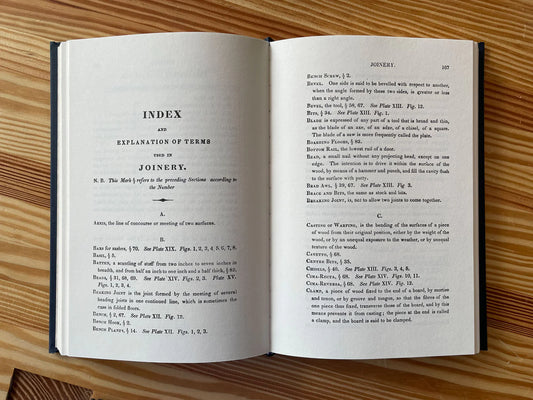 INDEX
AND
EXPLANATION OF TERMS
USED IN
JOINERY.
N. B. This Mark § refers to the preceding Sections according to
the Number
A.
ARRIS, the line of concourse or meeting of two surfaces.
B.
BARS for sashes, § 70. See Plate XIX. Figs. 1, 2, 3, 4, 5, 6, 7, 8.
BASIL, § 5.
BATTEN, a scantling of stuff from two inches to seven inches in
breadth, and from half an inch to one inch and a half thick, § 82.
BEADS, § 31, 68, 69. See Plate XIV. Figs. 1, 2. Plate XV.
Figs. 1, 2, 3, 4.
BEARING JOINT is the joint formed by the meeting of several
heading joints in one continued line, which is sometimes the
case in folded doors.
BENCH, § 2, 67. See Plate XII. Fig. 12.
BENCH HOOK, § 2.
BENCH PLANES, § 14. See Plate XII. Figs. 1, 2, 3.
JOINERY. 107
BENCH SCREW, § 2.
BEVEL. One side is said to be bevelled with respect to another,
when the angle formed by these two sides, is greater or less
than a right angle.
BEVEL, the tool, § 56, 67. See Plate XIII. Fig. 12.
BITS, § 34. See Plate XIII. Fig. 1.
BLADE is expressed of any part of a tool that is broad and thin,
as the blade of an axe, of an adze, of a chisel, of a square.
The blade of a saw is more frequently called the plate.
BOARDING FLOORS, § 83.
BOTTOM RAIL, the lowest rail of a door.
BRAD, a small nail without any projecting head, except on one
edge. The intention is to drive it within the surface of the
wood, by means of a hammer and punch, and fill the cavity flush
to the surface with putty.
BRAD AWL, § 39, 67. See Plate XIII. Fig. 3.
BRACE AND BITS, the same as stock and bits.
BREAKING JOINT, is, not to allow two joints to come together.
C.
CASTING OR WARPING, is the bending of the surfaces of a piece
of wood from their original position, either by the weight of the
wood, or by an unequal exposure to the weather, or by unequal
texture of the wood.
CAVETTO, § 68.
CENTER BITS, § 35.
CHISELS, § 40. See Plate XIII. Figs. 3, 4, 5.
CIMA-RECTA, § 68. See Plate XIV. Figs. 10, 11.
CIMA-REVERSA, § 68. See Plate XIV. Fig. 12.
CLAMP, a piece of wood fixed to the end of a board, by mortise
and tenon, or by groove and tongue, so that the fibres of the
one piece thus fixed, transverse those of the board, and by this
means prevents it from casting; the piece at the end is called
a clamp, and the board is said to be clamped.